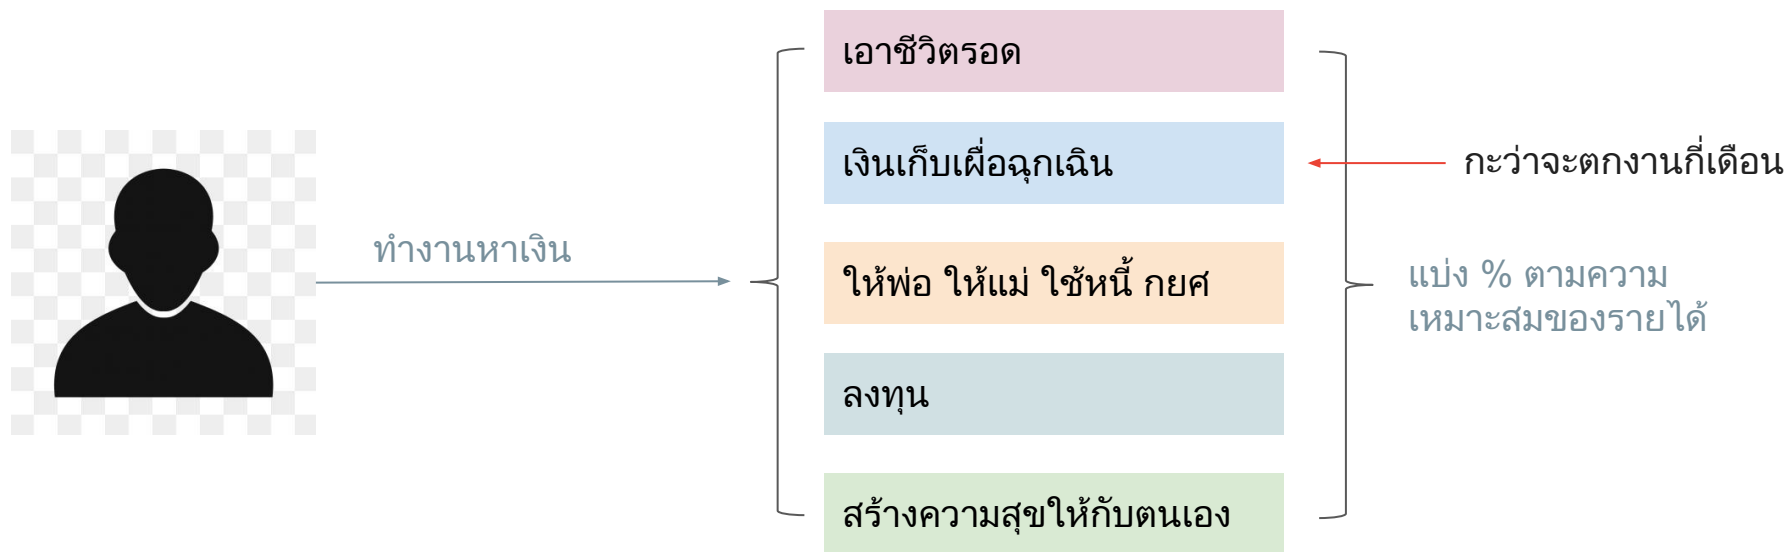 เอาชีวิตรอด
เงินเก็บเผื่อฉุกเฉิน
กะว่าจะตกงานกี่เดือน
ทำงานหาเงิน
ให้พ่อ ให้แม่ ใช้หนี้ กยศ
แบ่ง % ตามความ
เหมาะสมของรายได้
ลงทุน
สร้างความสุขให้กับตนเอง